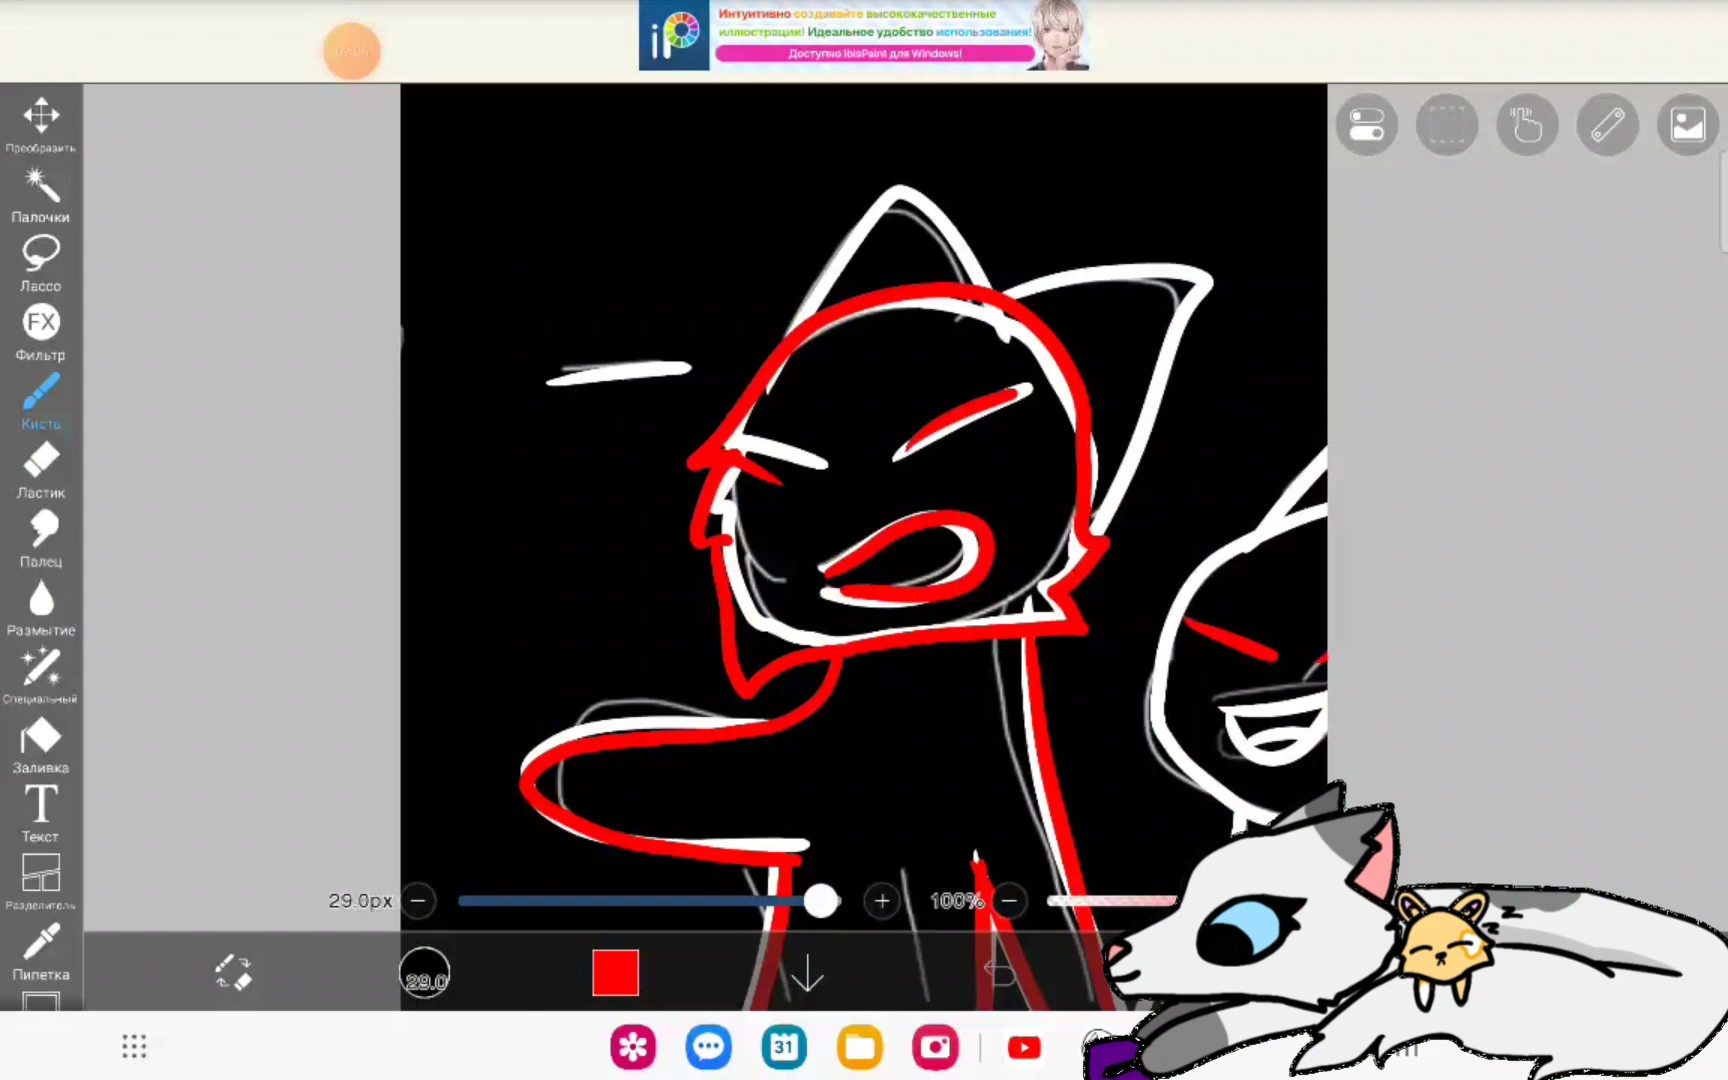 iP
Интуитивно создавайте высококачественные
иллюстрации! Идеальное удобство использования!
Доступно ibisPaint для Windows!
Преобразить
Палочки
Лассо
FX
Фильтр
Кисть
Ластик
Палец
Размытие
Специальный
Заливка
T
Текст
Разделитель
Пипетка
29.0px
100%
29.0
31
z
z